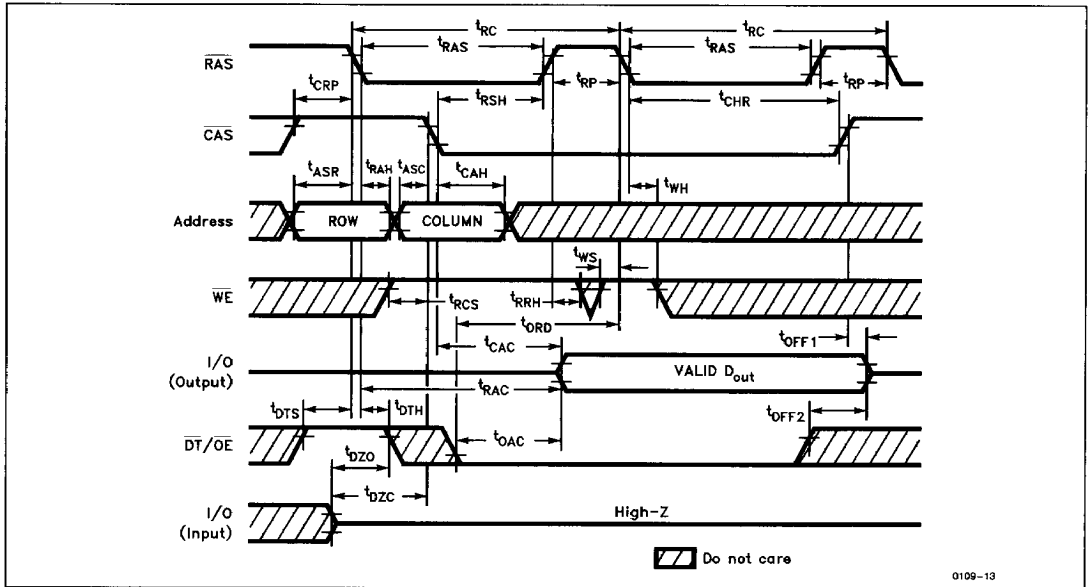 tRC tRC
RAS tRAS tRAS
tCRP tRSH tRP tCHR tRP
CAS
tASR tRAH tASC tCAH tWH
Address ROW COLUMN
tWS
WE tRCS tRRH
tORD
tCAC tOFF1
I/O (Output) VALID Dout
tRAC
tDTS tDTH tOFF2
DT/OE tOAC
tDZO
tDZC
I/O (Input) High-Z
Do not care
0109-13